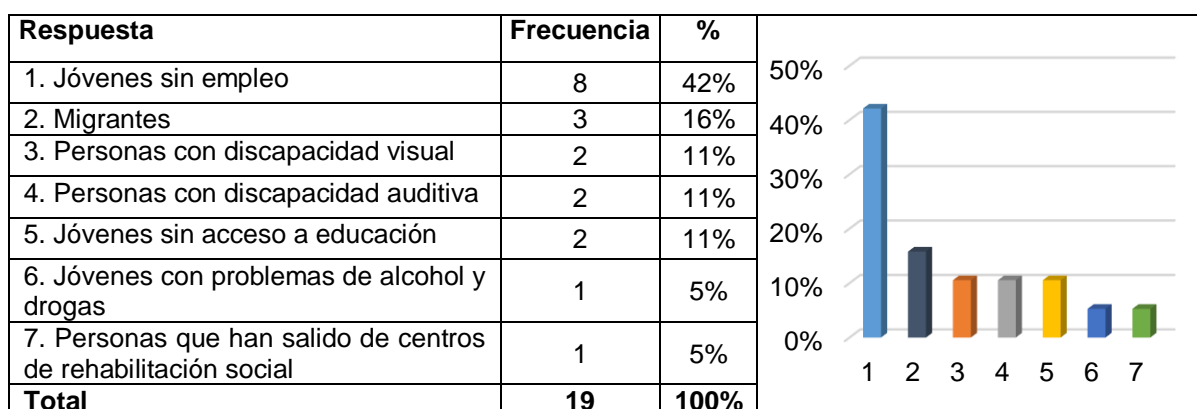 Respuesta Frecuencia %
1. Jóvenes sin empleo 8 42%
2. Migrantes 3 16%
3. Personas con discapacidad visual 2 11%
4. Personas con discapacidad auditiva 2 11%
5. Jóvenes sin acceso a educación 2 11%
6. Jóvenes con problemas de alcohol y
drogas 1 5%
7. Personas que han salido de centros
de rehabilitación social 1 5%
Total 19 100%
50%
40%
30%
20%
10%
0%
1 2 3 4 5 6 7